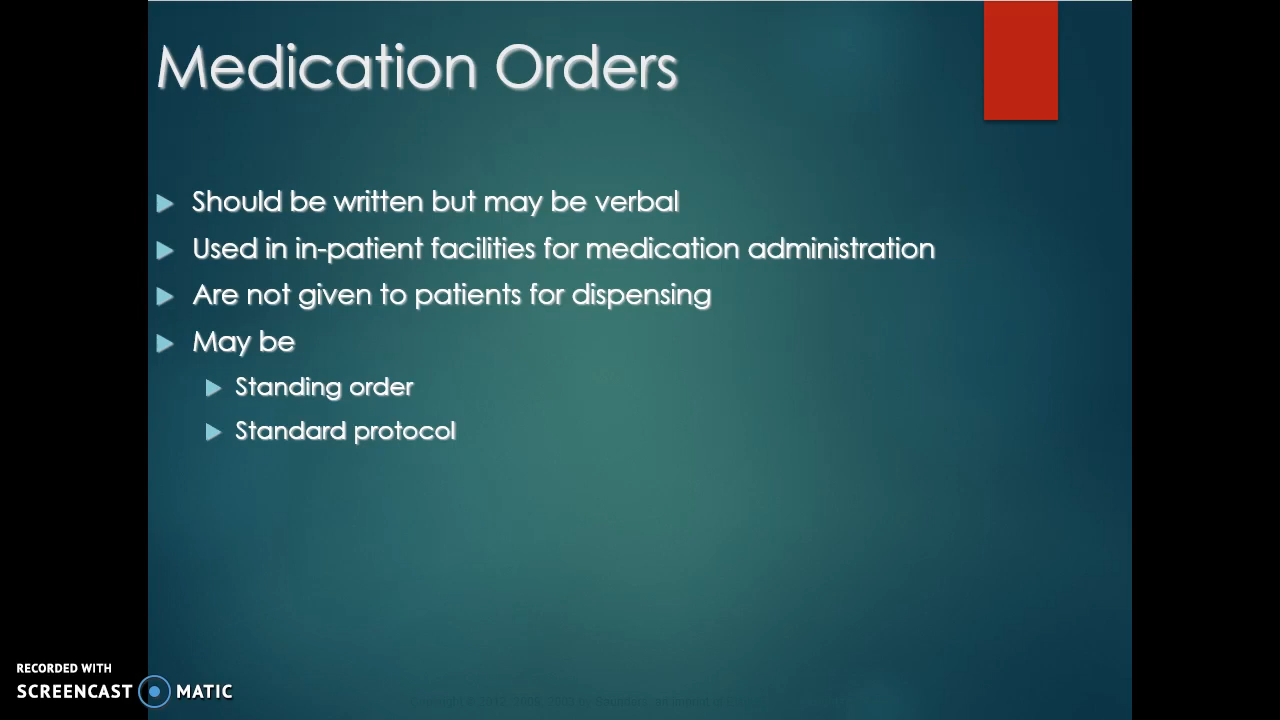 Medication Orders
Should be written but may be verbal
Used in in-patient facilities for medication administration
Are not given to patients for dispensing
May be
Standing order
Standard protocol
RECORDED WITH
SCREENCAST MATIC